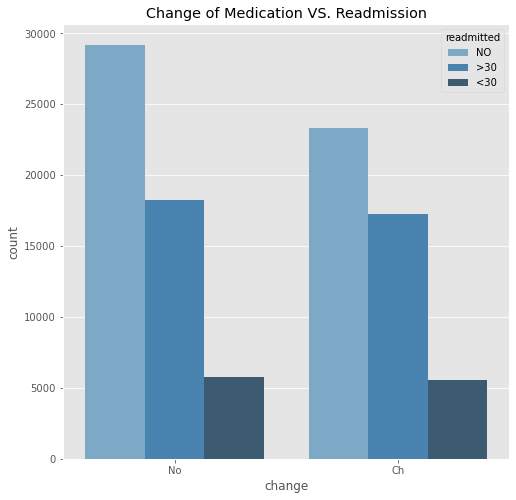 Change of Medication VS. Readmission
readmitted
NO
>30
<30
30000
25000
20000
15000
10000
5000
0
count
No
Ch
change